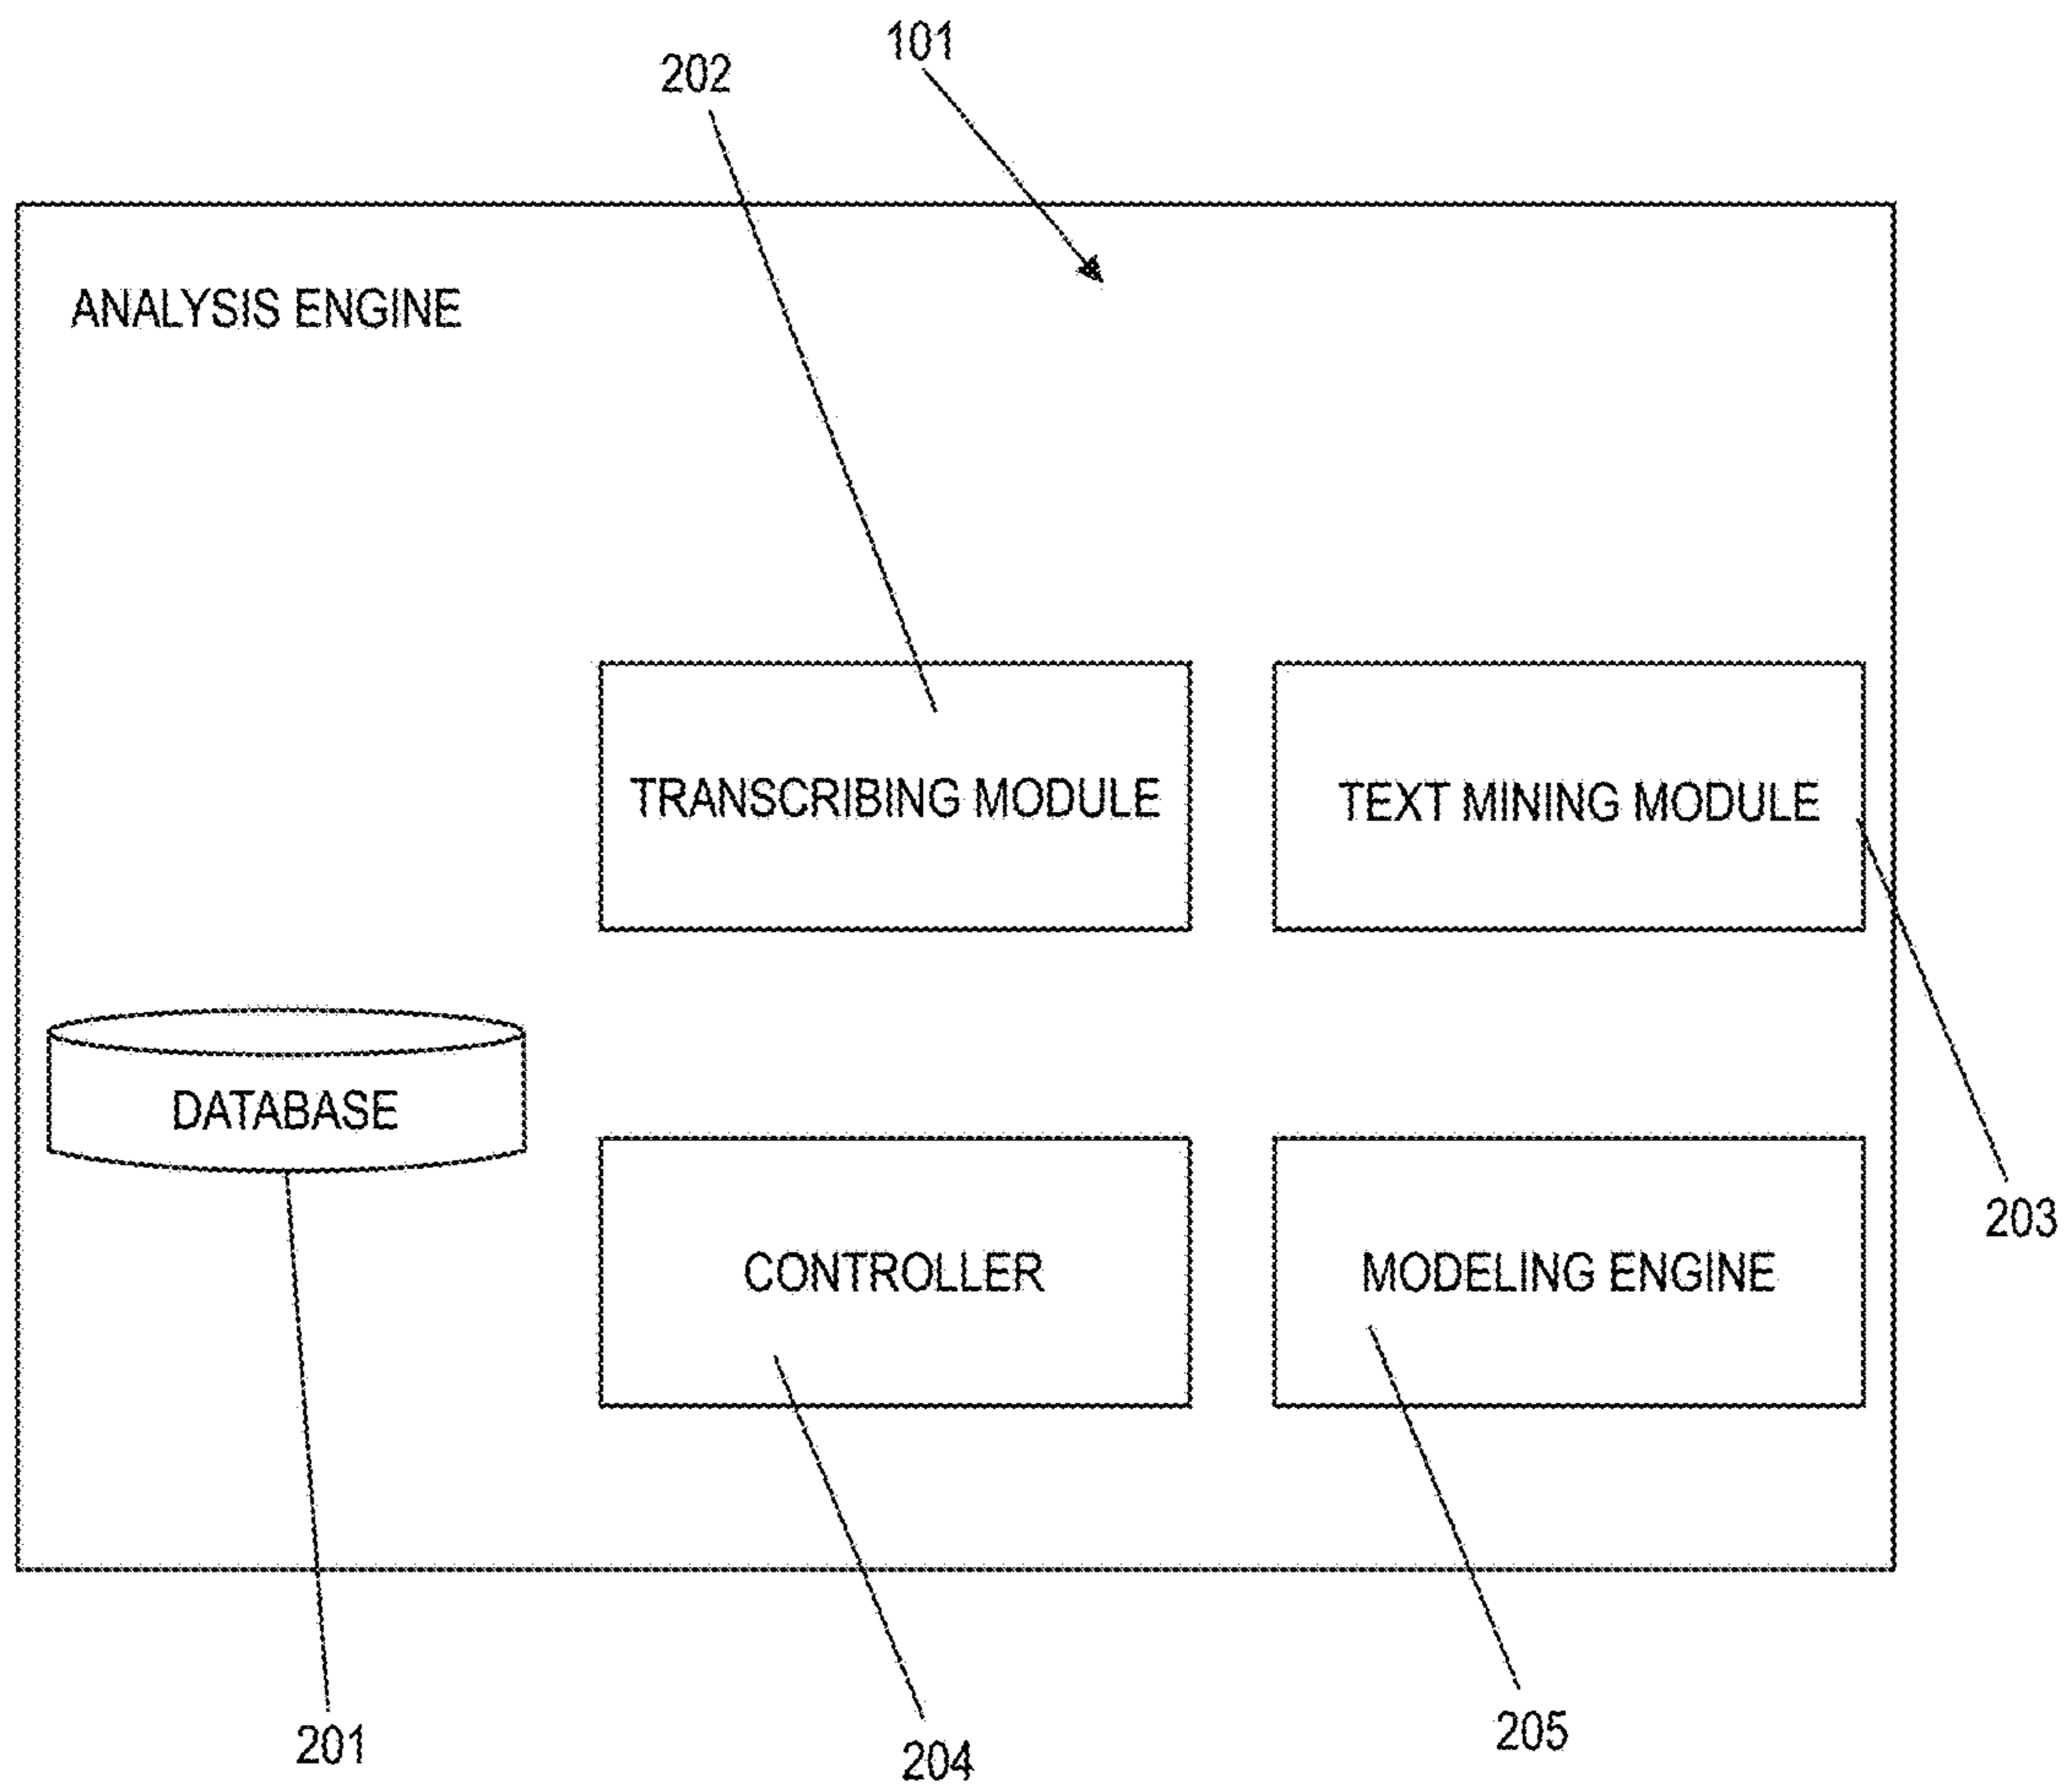 101
202
ANALYSIS ENGINE
TRANSCRIBING MODULE
TEXT MINING MODULE
DATABASE
203
CONTROLLER
MODELING ENGINE
201
204
205